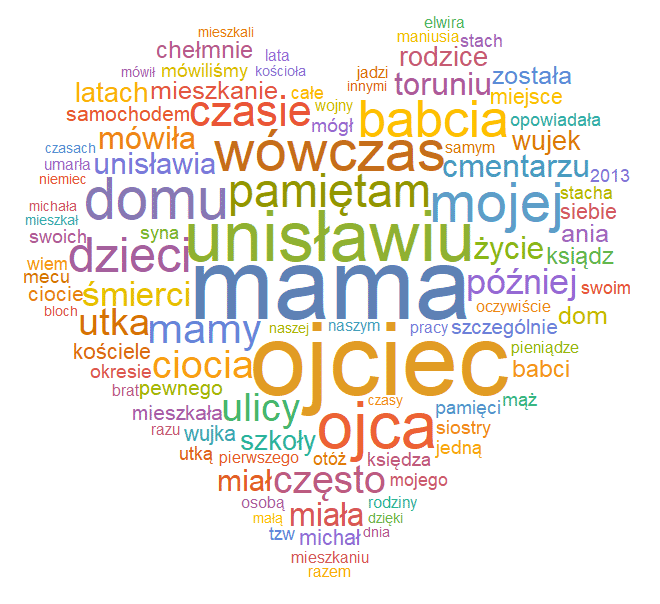 mieszkali elwira
chełmnie maniusia stach
lata rodzice
mówił mówiliśmy kościoła jadzi została
latach mieszkanie całe innymi toruniu miejsce
samochodem czasie wojny babcia opowiadała
mówiła mógł wujek
czasach wówczas samym
umarła unisławia cmentarzu 2013
niemiec domu pamiętam mojej stacha
michała siebie
mieszkał syna unisławiu ania
swoich dzieci życie ksiądz
wiem
mecu mama później swoim
ciocie śmierci
bloch oczywiście dom
utka mamy naszej naszym pracy szczególnie
kościele ojciec pieniądze
okresie ciocia babci
brat pewnego czasy mąż
mieszkała ulicy ojca pamięci
razu wujka szkoły siostry
utką pierwszego otóż jedną
miał często księdza mojego
osobą rodziny
małą miała dzięki
tzw michał dnia
mieszkaniu
razem